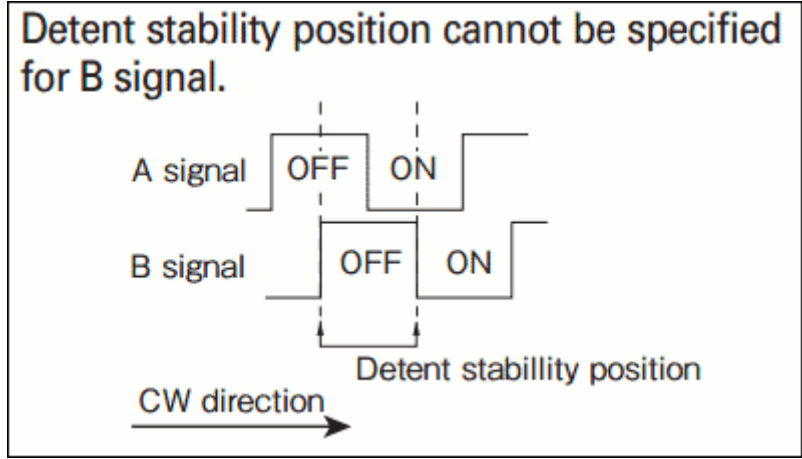 Detent stability position cannot be specified
for B signal.
A signal OFF ON
B signal OFF ON
Detent stabillity position
CW direction